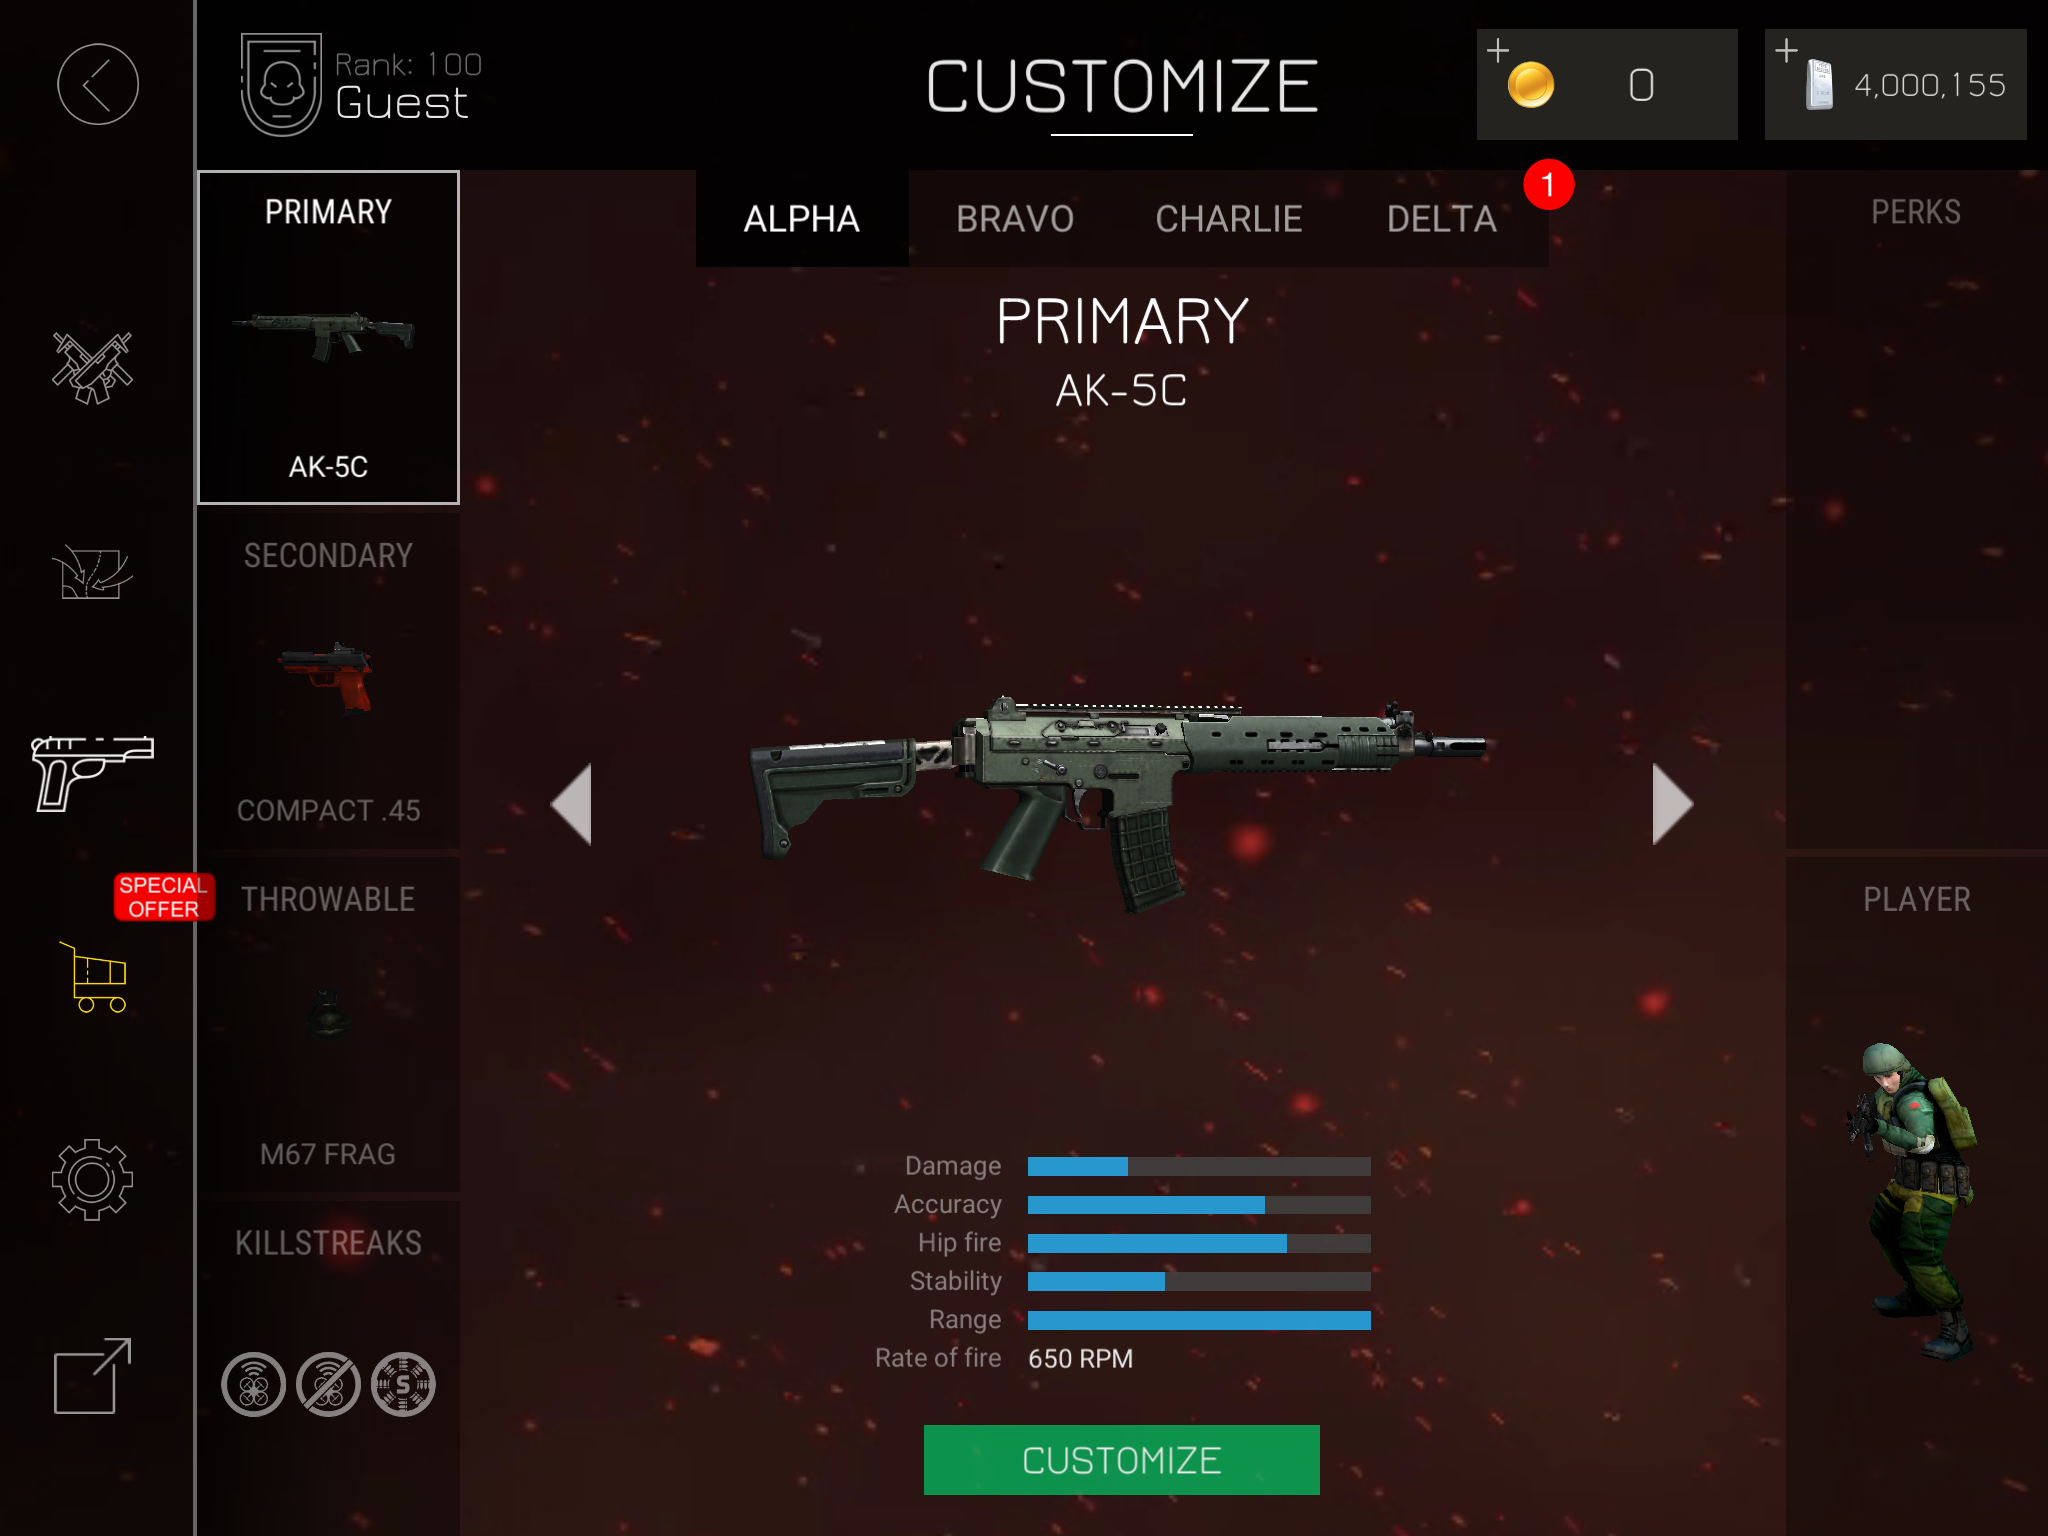 Rank: 100
Guest
CUSTOMIZE
0
4,000,155
PRIMARY
AK-5C
SECONDARY
COMPACT .45
SPECIAL
OFFER
THROWABLE
M67 FRAG
KILLSTREAKS
S
ALPHA
BRAVO
CHARLIE
DELTA
1
PRIMARY
AK-5C
Damage
Accuracy
Hip fire
Stability
Range
Rate of fire 650 RPM
CUSTOMIZE
PERKS
PLAYER